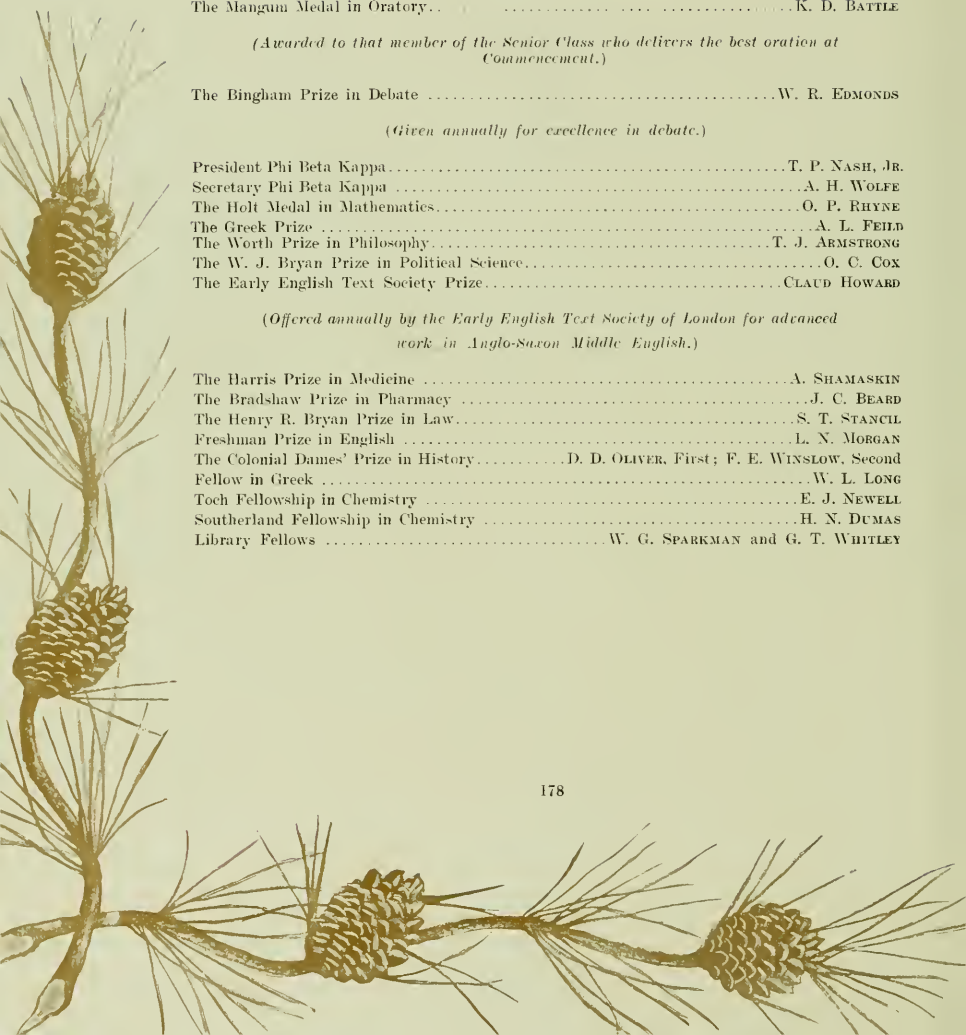 The Mangum Medal in Oratory.. ............. .... ............. K. D. BATTLE
(Awarded to that member of the Senior Class who delivers the best oration at
Commencement.)
The Bingham Prize in Debate ........................................ W. R. EDMONDS
(Given annually for excellence in debate.)
President Phi Beta Kappa................................................ T. P. NASH, JR.
Secretary Phi Beta Kappa ................................................ A. H. WOLFE
The Holt Medal in Mathematics........................................... O. P. RHYNE
The Greek Prize ......................................................... A. L. FEILD
The Worth Prize in Philosophy........................................ T. J. ARMSTRONG
The W. J. Bryan Prize in Political Science................................... O. C. COX
The Early English Text Society Prize................................... CLAUD HOWARD
(Offered annually by the Early English Text Society of London for advanced
work in Anglo-Saxon Middle English.)
The Harris Prize in Medicine ........................................... A. SHAMASKIN
The Bradshaw Prize in Pharmacy ......................................... J. C. BEARD
The Henry R. Bryan Prize in Law........................................ S. T. STANCIL
Freshman Prize in English .............................................. L. N. MORGAN
The Colonial Dames' Prize in History........... D. D. OLIVER, First; F. E. WINSLOW, Second
Fellow in Greek ......................................................... W. L. LONG
Toch Fellowship in Chemistry ........................................... E. J. NEWELL
Southerland Fellowship in Chemistry .................................... H. N. DUMAS
Library Fellows ................................. W. G. SPARKMAN and G. T. WHITLEY
178